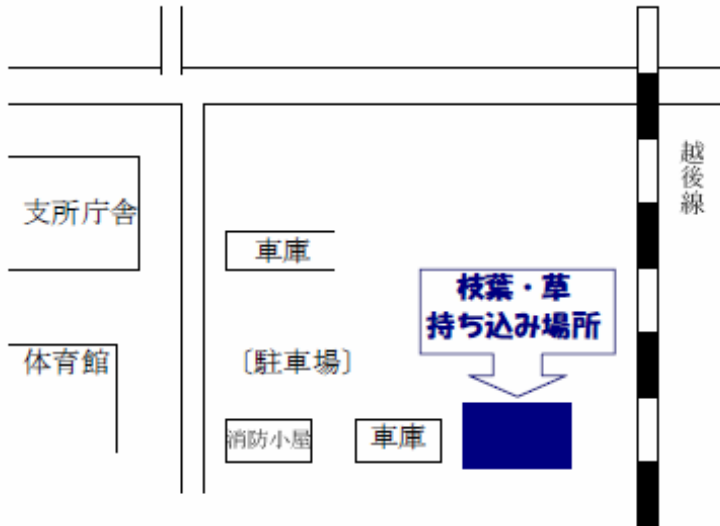 越後線
支所庁舎
車庫
枝葉・草
持ち込み場所
体育館
〔駐車場〕
消防小屋
車庫